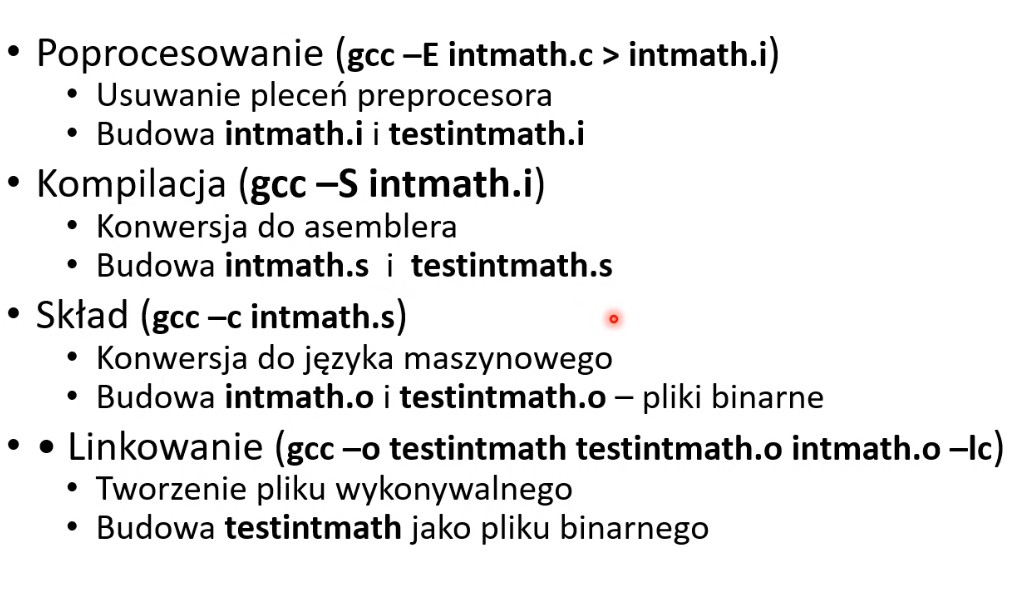 • Poprocesowanie (gcc –E intmath.c > intmath.i)
• Usuwanie pleceń preprocesora
• Budowa intmath.i i testintmath.i
• Kompilacja (gcc –S intmath.i)
• Konwersja do asemblera
• Budowa intmath.s i testintmath.s
• Skład (gcc –c intmath.s)
• Konwersja do języka maszynowego
• Budowa intmath.o i testintmath.o – pliki binarne
• • Linkowanie (gcc –o testintmath testintmath.o intmath.o –lc)
• Tworzenie pliku wykonywalnego
• Budowa testintmath jako pliku binarnego